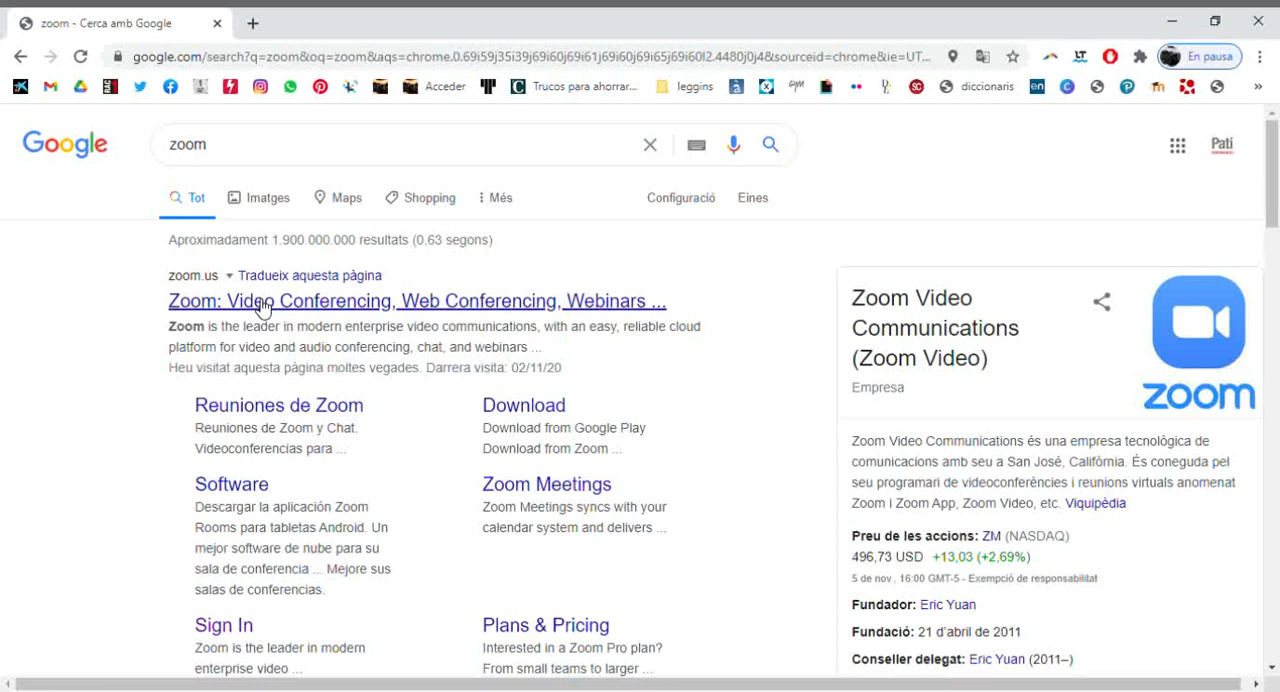 zoom - Cerca amb Google
google.com/search?q=zoom&oq=zoom&aqs=chrome.0.69i59j35i39j69i60j69i61j69i60j69i65j69i60l2.4480j0j4&sourceid=chrome&ie=UT...
En pausa
Acceder
Trucos para ahorrar...
leggins
diccionaris
Google
zoom
Pati
Tot
Imatges
Maps
Shopping
Més
Configuració
Eines
Aproximadament 1.900.000.000 resultats (0,63 segons)
zoom.us ▾ Tradueix aquesta pàgina
Zoom: Video Conferencing, Web Conferencing, Webinars ...
Zoom is the leader in modern enterprise video communications, with an easy, reliable cloud
platform for video and audio conferencing, chat, and webinars ...
Heu visitat aquesta pàgina moltes vegades. Darrera visita: 02/11/20
Reuniones de Zoom
Reuniones de Zoom y Chat.
Videoconferencias para ...
Download
Download from Google Play
Download from Zoom ...
Software
Descargar la aplicación Zoom
Rooms para tabletas Android. Un
mejor software de nube para su
sala de conferencia ... Mejore sus
salas de conferencias.
Zoom Meetings
Zoom Meetings syncs with your
calendar system and delivers ...
Sign In
Zoom is the leader in modern
enterprise video ...
Plans & Pricing
Interested in a Zoom Pro plan?
From small teams to larger ...
Zoom Video
Communications
(Zoom Video)
Empresa
zoom
Zoom Video Communications és una empresa tecnològica de
comunicacions amb seu a San José, Califòrnia. És coneguda pel
seu programari de videoconferències i reunions virtuals anomenat
Zoom i Zoom App, Zoom Video, etc. Viquipèdia
Preu de les accions: ZM (NASDAQ)
496,73 USD +13,03 (+2,69%)
5 de nov., 16:00 GMT-5 - Exempció de responsabilitat
Fundador: Eric Yuan
Fundació: 21 d'abril de 2011
Conseller delegat: Eric Yuan (2011–)